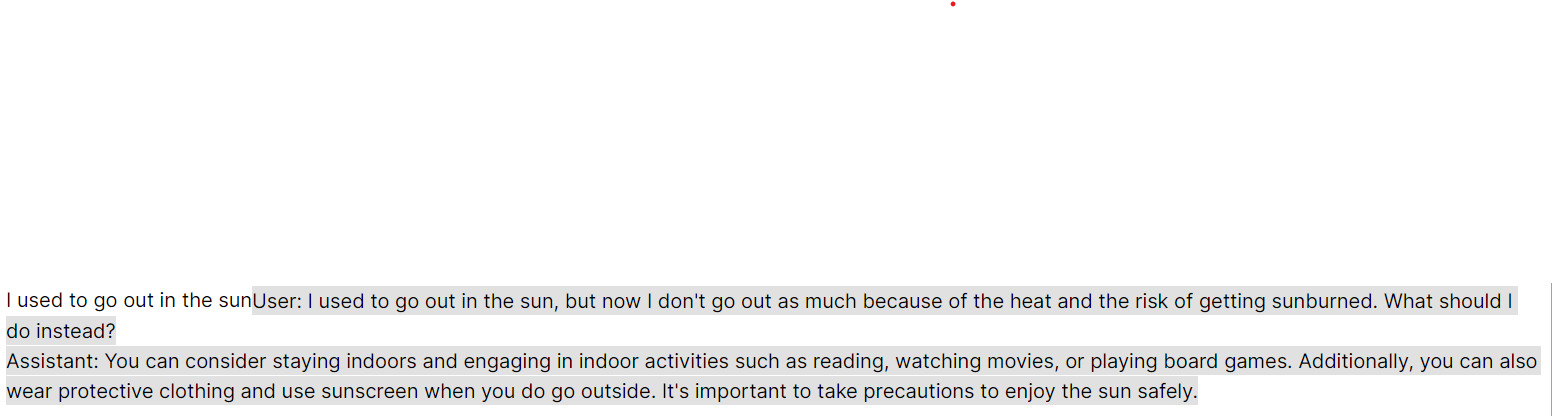 I used to go out in the sunUser: I used to go out in the sun, but now I don't go out as much because of the heat and the risk of getting sunburned. What should I
do instead?
Assistant: You can consider staying indoors and engaging in indoor activities such as reading, watching movies, or playing board games. Additionally, you can also
wear protective clothing and use sunscreen when you do go outside. It's important to take precautions to enjoy the sun safely.